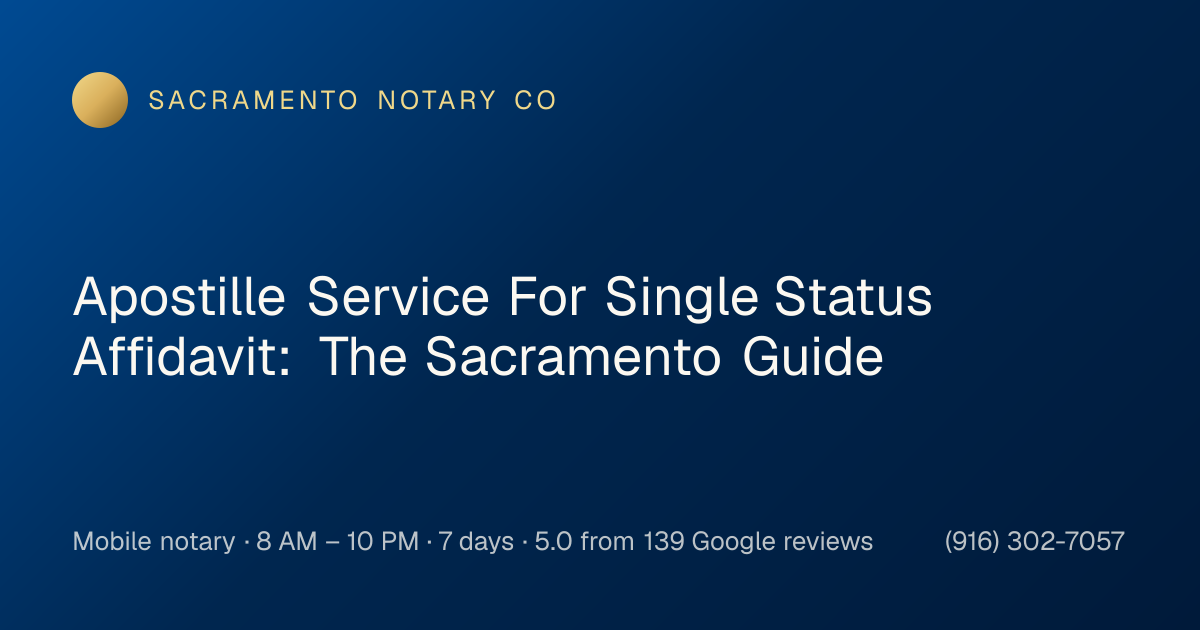 SACRAMENTO NOTARY CO
Apostille Service For Single Status
Affidavit: The Sacramento Guide
Mobile notary · 8 AM – 10 PM · 7 days · 5.0 from 139 Google reviews
(916) 302-7057